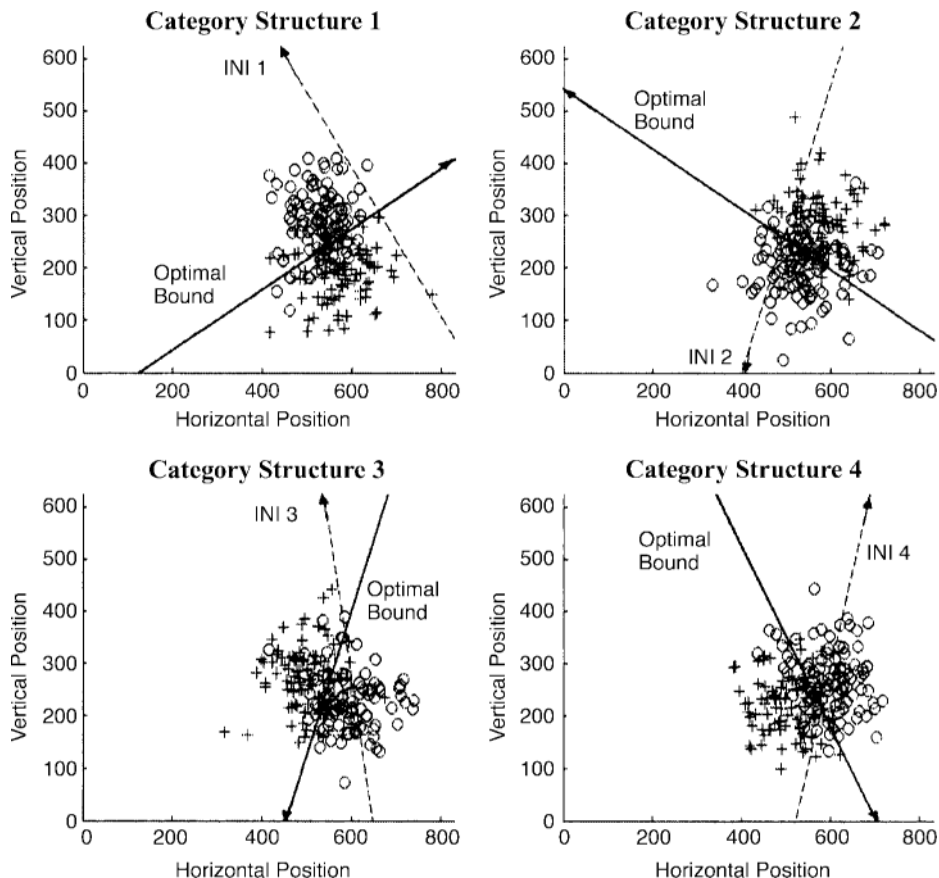 Category Structure 1
600
500
400
300
200
100
0
Vertical Position
INI 1
Optimal
Bound
0 200 400 600 800
Horizontal Position
Category Structure 2
600
500
400
300
200
100
0
Vertical Position
Optimal
Bound
INI 2
0 200 400 600 800
Horizontal Position
Category Structure 3
600
500
400
300
200
100
0
Vertical Position
INI 3
Optimal
Bound
0 200 400 600 800
Horizontal Position
Category Structure 4
600
500
400
300
200
100
0
Vertical Position
Optimal
Bound
INI 4
0 200 400 600 800
Horizontal Position